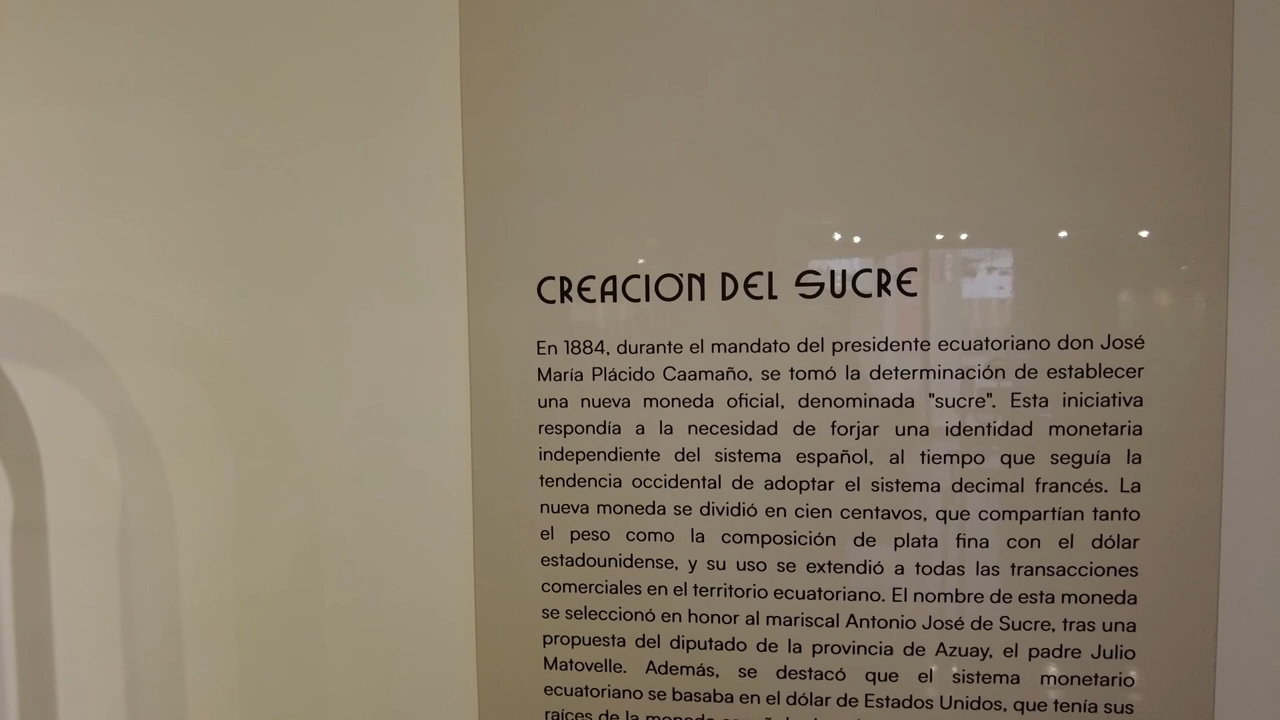 CREACIÓN DEL SUCRE
En 1884, durante el mandato del presidente ecuatoriano don José
María Plácido Caamaño, se tomó la determinación de establecer
una nueva moneda oficial, denominada "sucre". Esta iniciativa
respondía a la necesidad de forjar una identidad monetaria
independiente del sistema español, al tiempo que seguía la
tendencia occidental de adoptar el sistema decimal francés. La
nueva moneda se dividió en cien centavos, que compartían tanto
el peso como la composición de plata fina con el dólar
estadounidense, y su uso se extendió a todas las transacciones
comerciales en el territorio ecuatoriano. El nombre de esta moneda
se seleccionó en honor al mariscal Antonio José de Sucre, tras una
propuesta del diputado de la provincia de Azuay, el padre Julio
Matovelle. Además, se destacó que el sistema monetario
ecuatoriano se basaba en el dólar de Estados Unidos, que tenía sus
raíces de la